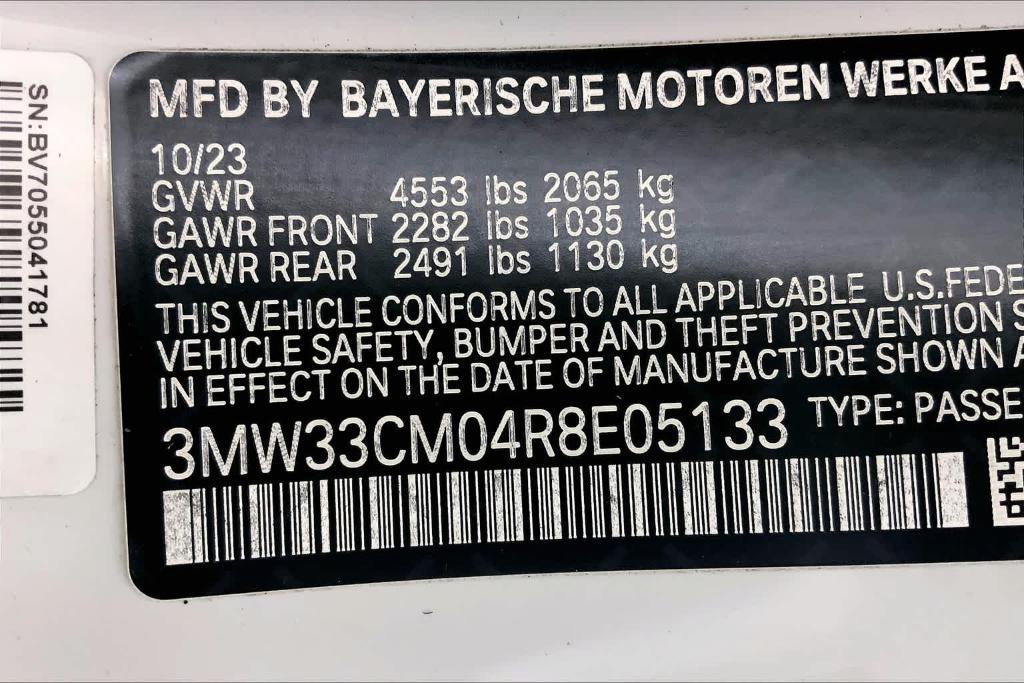 MFD BY BAYERISCHE MOTOREN WERKE A
10/23
GVWR 4553 lbs 2065 kg
GAWR FRONT 2282 lbs 1035 kg
GAWR REAR 2491 lbs 1130 kg
THIS VEHICLE CONFORMS TO ALL APPLICABLE U.S.FEDE
VEHICLE SAFETY, BUMPER AND THEFT PREVENTION S
IN EFFECT ON THE DATE OF MANUFACTURE SHOWN A
3MW33CM04R8E05133 TYPE: PASSE
SN:BV7055041781